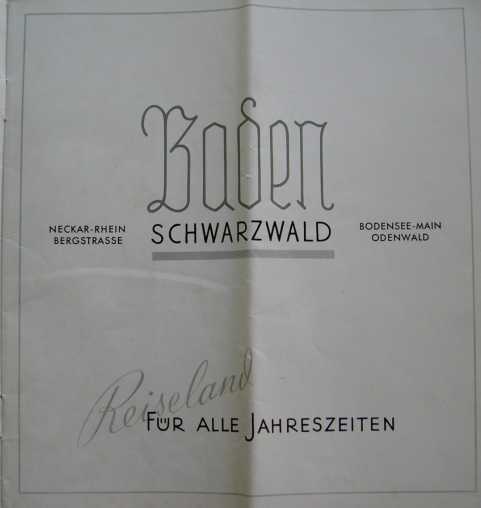 Baden
NECKAR-RHEIN
BERGSTRASSE
SCHWARZWALD
BODENSEE-MAIN
ODENWALD
Reiseland
FÜR ALLE JAHRESZEITEN